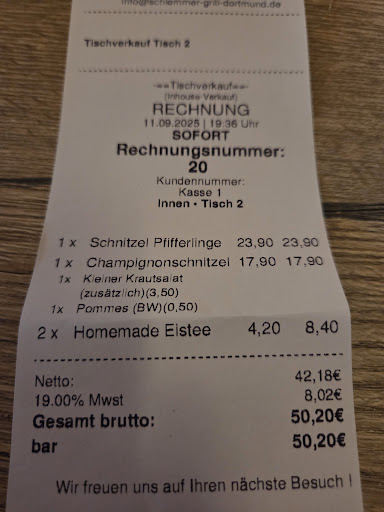 info@schlemmer-grill-dortmund.de
Tischverkauf Tisch 2
-==Tischverkauf==-
(Inhouse-Verkauf)
RECHNUNG
11.09.2025 | 19:36 Uhr
SOFORT
Rechnungsnummer:
20
Kundennummer:
Kasse 1
Innen • Tisch 2
1 x Schnitzel Pfifferlinge 23,90 23,90
1 x Champignonschnitzel 17,90 17,90
1x Kleiner Krautsalat
(zusätzlich)(3,50)
1x Pommes (BW)(0,50)
2 x Homemade Eistee 4,20 8,40
Netto: 42,18€
19.00% Mwst 8,02€
Gesamt brutto: 50,20€
bar 50,20€
Wir freuen uns auf Ihren nächste Besuch !